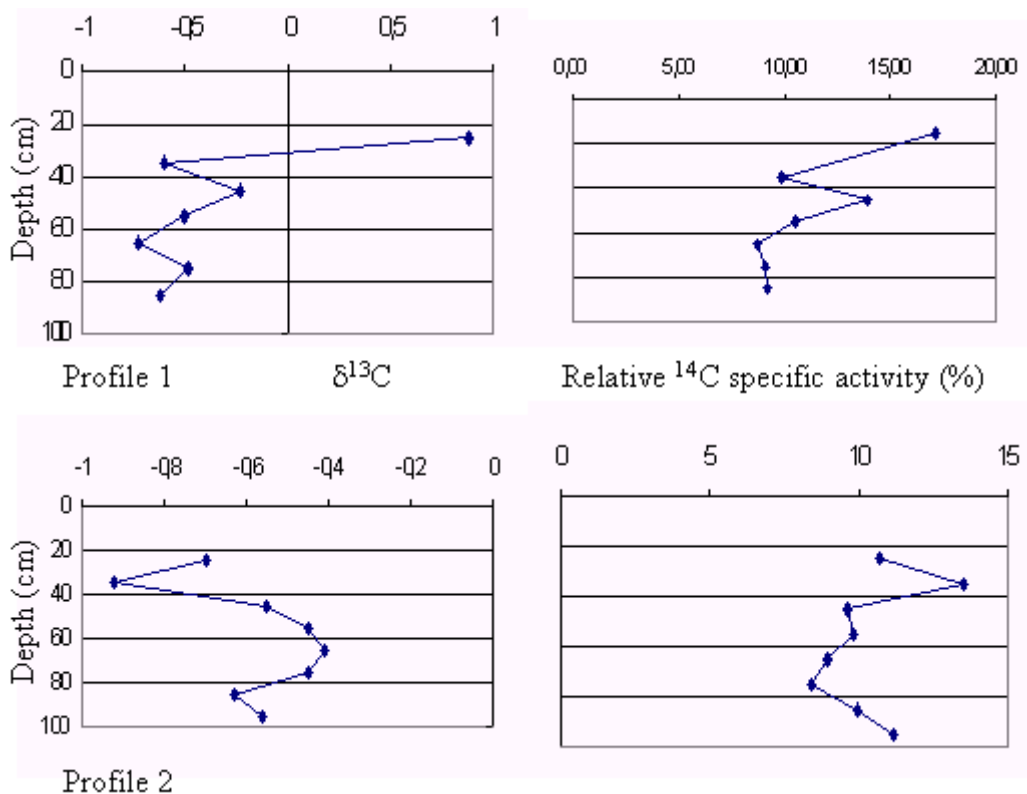 -1 -0,5 0 0,5 1
0
20
40
60
80
100
Depth (cm)
Profile 1 δ¹³C
0,00 5,00 10,00 15,00 20,00
Relative ¹⁴C specific activity (%)
-1 -0,8 -0,6 -0,4 -0,2 0
0
20
40
60
80
100
Depth (cm)
Profile 2
0 5 10 15